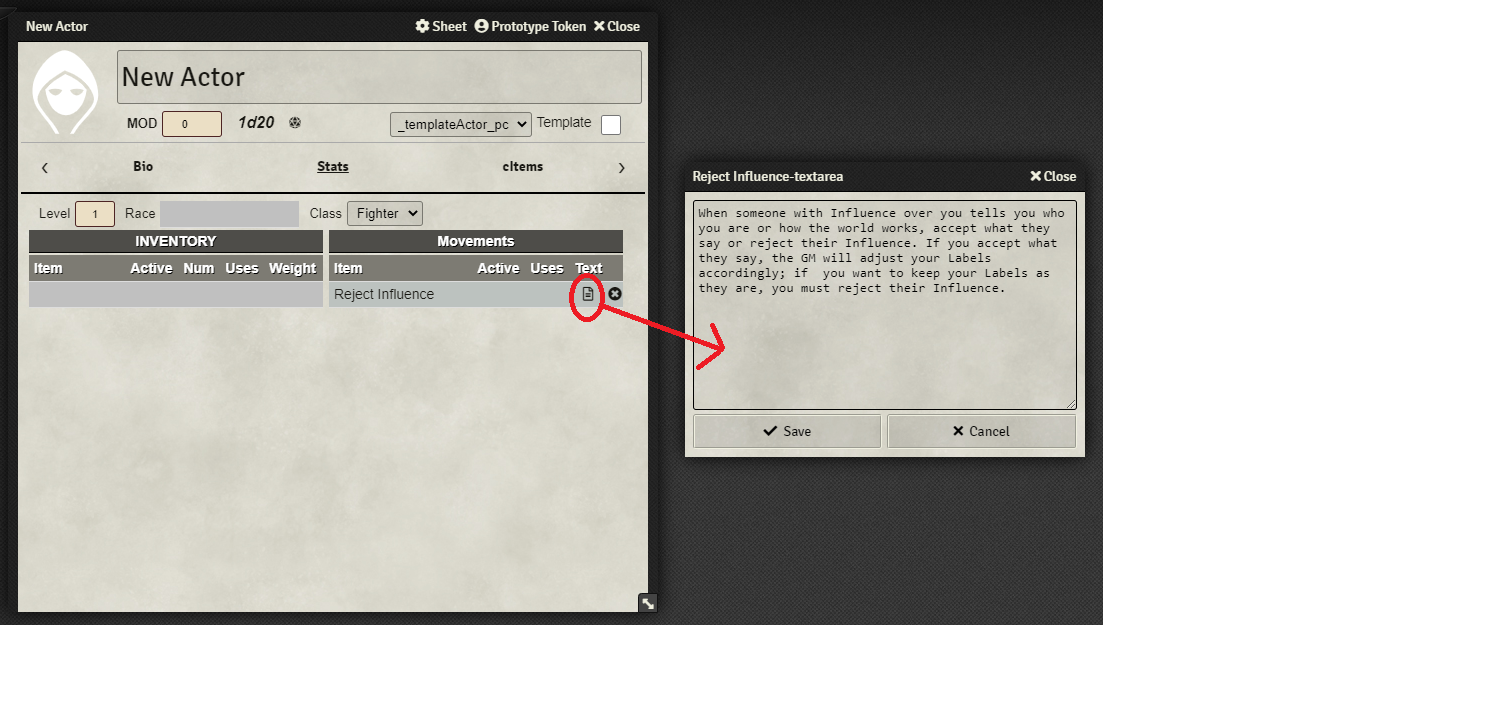 New Actor Sheet Prototype Token Close
New Actor
MOD 0 1d20 _templateActor_pc Template
Bio Stats cItems
Level 1 Race Class Fighter
INVENTORY Movements
Item Active Num Uses Weight Item Active Uses Text
Reject Influence
Reject Influence-textarea Close
When someone with Influence over you tells you who
you are or how the world works, accept what they
say or reject their Influence. If you accept what
they say, the GM will adjust your Labels
accordingly; if  you want to keep your Labels as
they are, you must reject their Influence.
Save Cancel